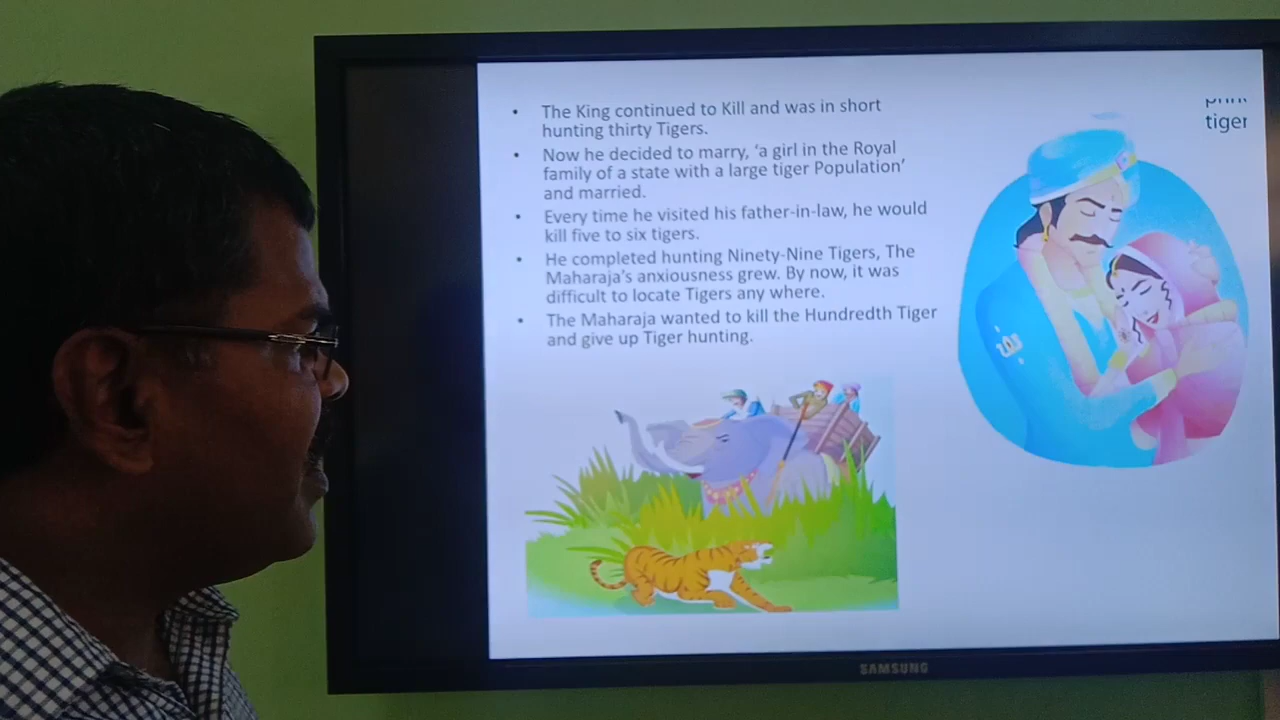 • The King continued to Kill and was in short
hunting thirty Tigers.
• Now he decided to marry, ‘a girl in the Royal
family of a state with a large tiger Population’
and married.
• Every time he visited his father-in-law, he would
kill five to six tigers.
• He completed hunting Ninety-Nine Tigers, The
Maharaja's anxiousness grew. By now, it was
difficult to locate Tigers any where.
• The Maharaja wanted to kill the Hundredth Tiger
and give up Tiger hunting.
tiger
SAMSUNG